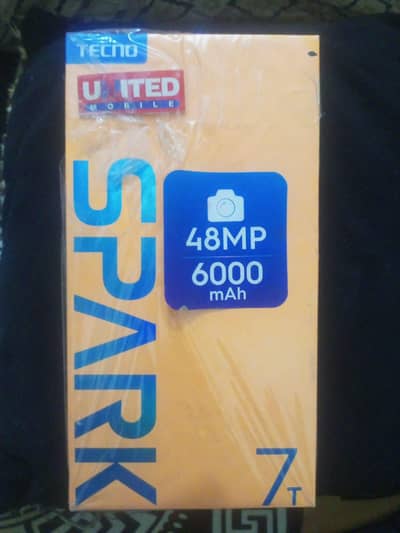 TECNO
UNITED
MOBILE
SPARK
48MP
6000
mAh
7T